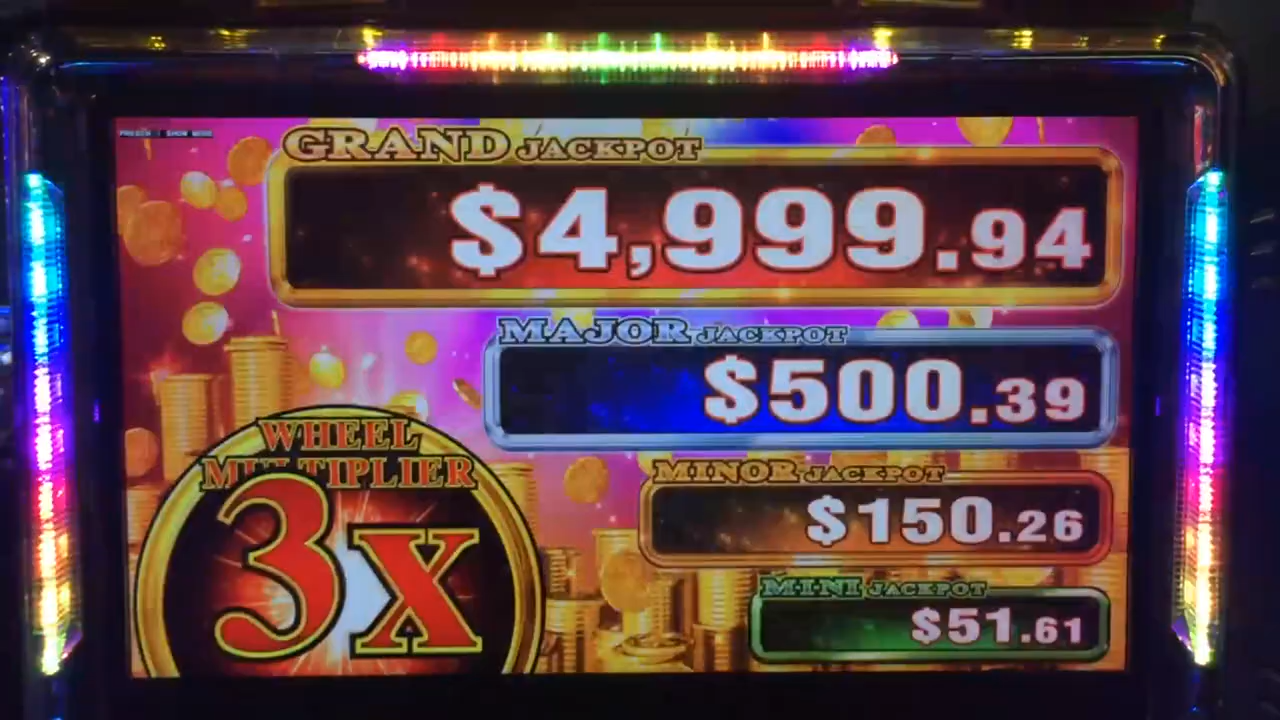 GRAND JACKPOT
$4,999.94
MAJOR JACKPOT
$500.39
MINOR JACKPOT
$150.26
MINI JACKPOT
$51.61
WHEEL
MULTIPLIER
3X